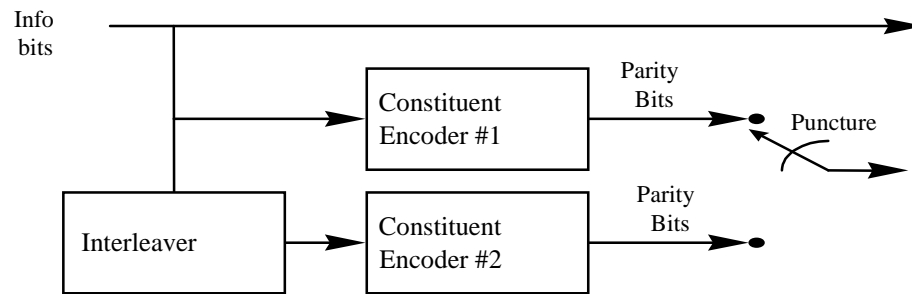 Info
bits
Constituent
Encoder #1
Parity
Bits
Puncture
Interleaver
Constituent
Encoder #2
Parity
Bits